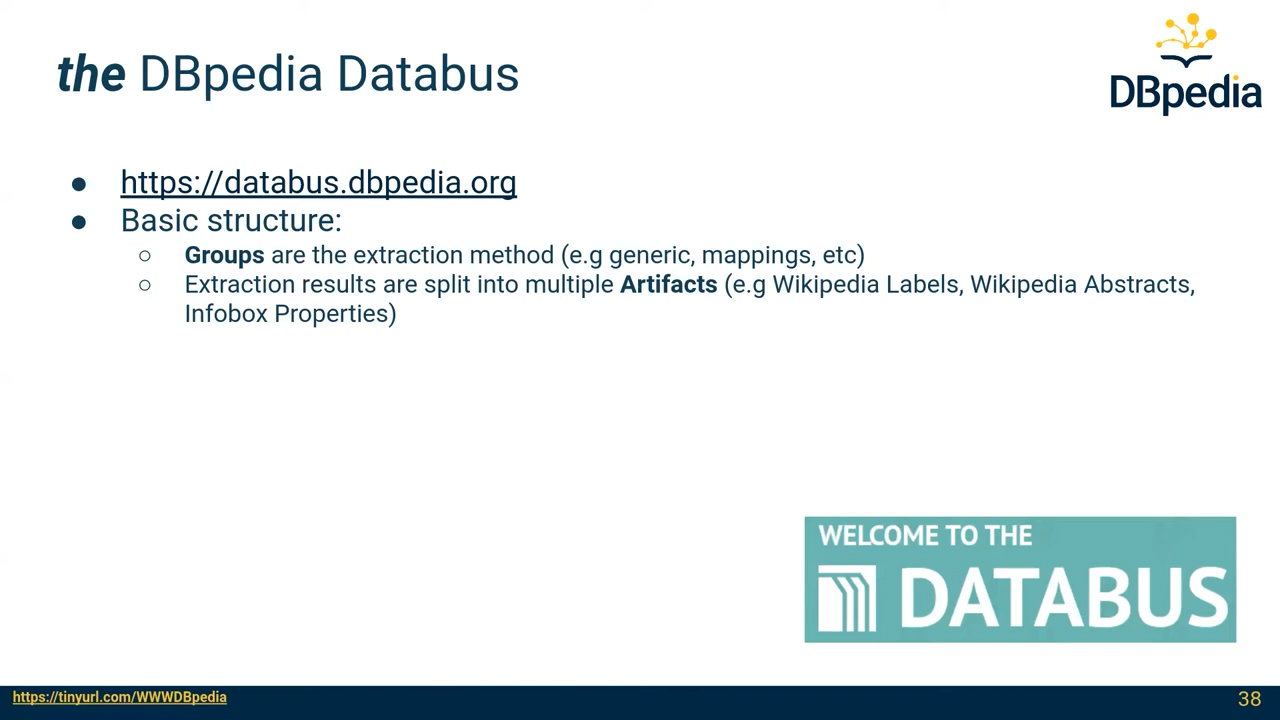 the DBpedia Databus
DBpedia
● https://databus.dbpedia.org
● Basic structure:
○ Groups are the extraction method (e.g generic, mappings, etc)
○ Extraction results are split into multiple Artifacts (e.g Wikipedia Labels, Wikipedia Abstracts,
Infobox Properties)
WELCOME TO THE
DATABUS
https://tinyurl.com/WWWDBpedia
38